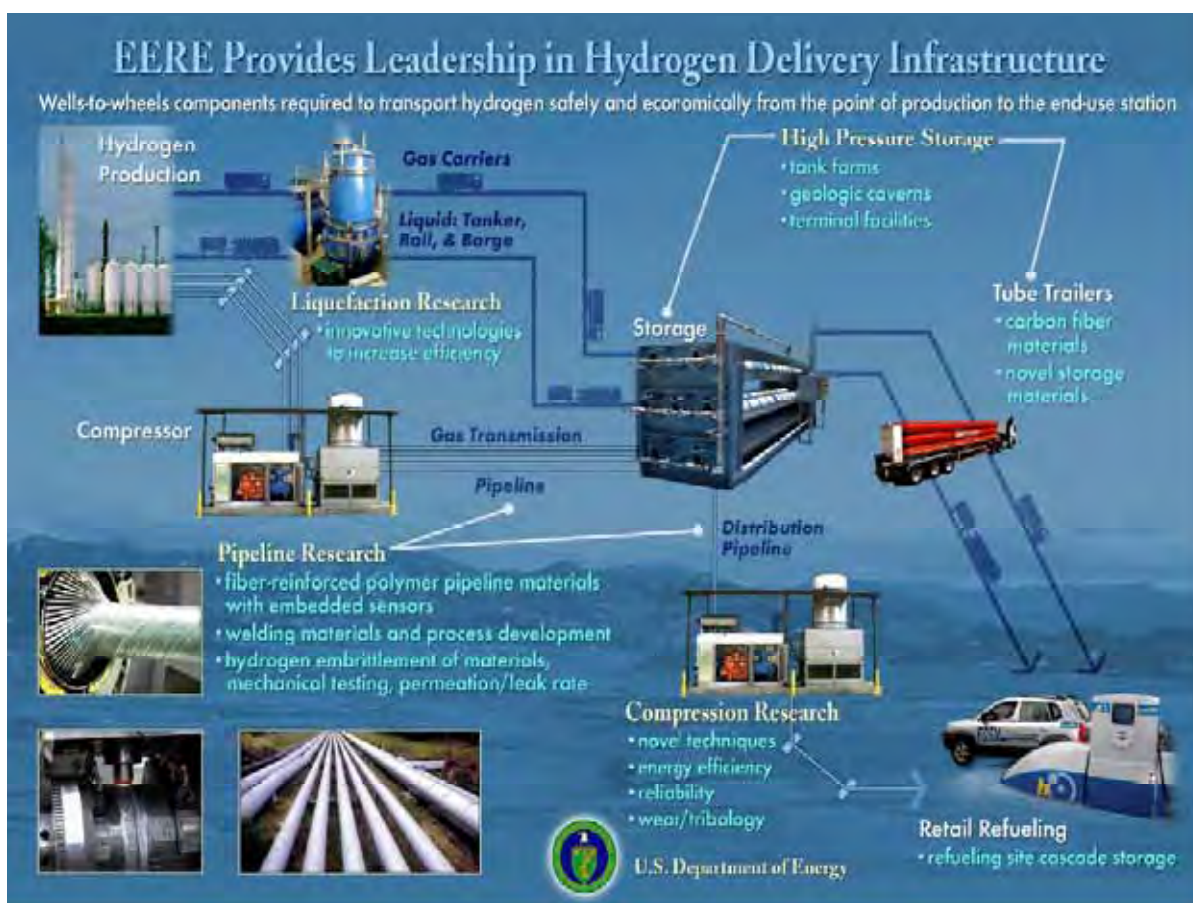 EERE Provides Leadership in Hydrogen Delivery Infrastructure
Wells-to-wheels components required to transport hydrogen safely and economically from the point of production to the end-use station
Hydrogen
Production
Gas Carriers
Liquid: Tanker,
Rail, & Barge
Liquefaction Research
• innovative technologies
to increase efficiency
High Pressure Storage
• tank farms
• geologic caverns
• terminal facilities
Storage
Tube Trailers
• carbon fiber
materials
• novel storage
materials
Compressor
Gas Transmission
Pipeline
Distribution
Pipeline
Pipeline Research
• fiber-reinforced polymer pipeline materials
with embedded sensors
• welding materials and process development
• hydrogen embrittlement of materials,
mechanical testing, permeation/leak rate
Compression Research
• novel techniques
• energy efficiency
• reliability
• wear/tribology
Retail Refueling
• refueling site cascade storage
U.S. Department of Energy